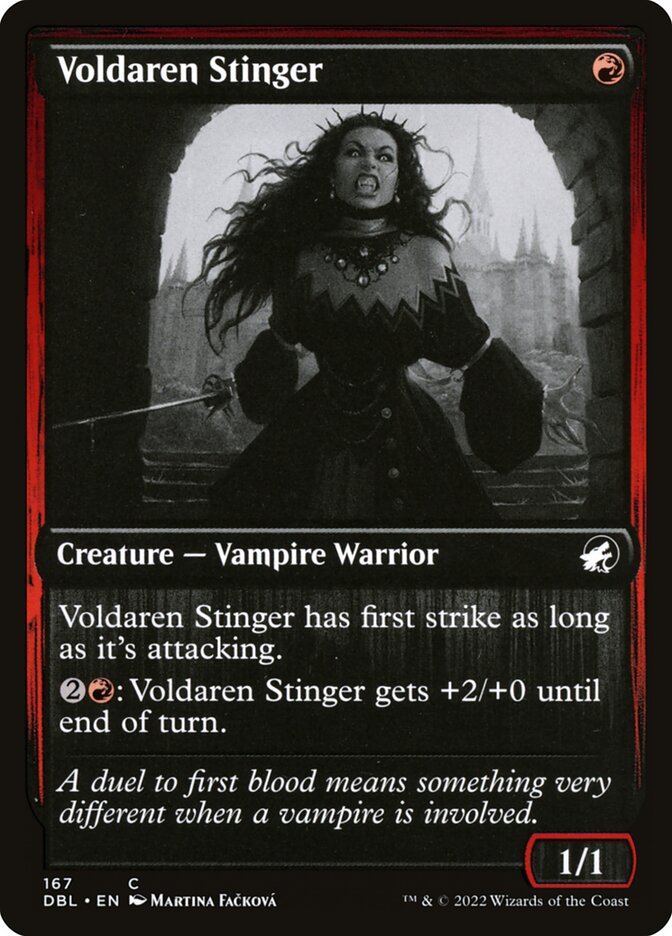 Voldaren Stinger
Creature — Vampire Warrior
Voldaren Stinger has first strike as long
as it's attacking.
2: Voldaren Stinger gets +2/+0 until
end of turn.
A duel to first blood means something very
different when a vampire is involved.
1/1
167 C
DBL • EN Martina Fačková
™ & © 2022 Wizards of the Coast